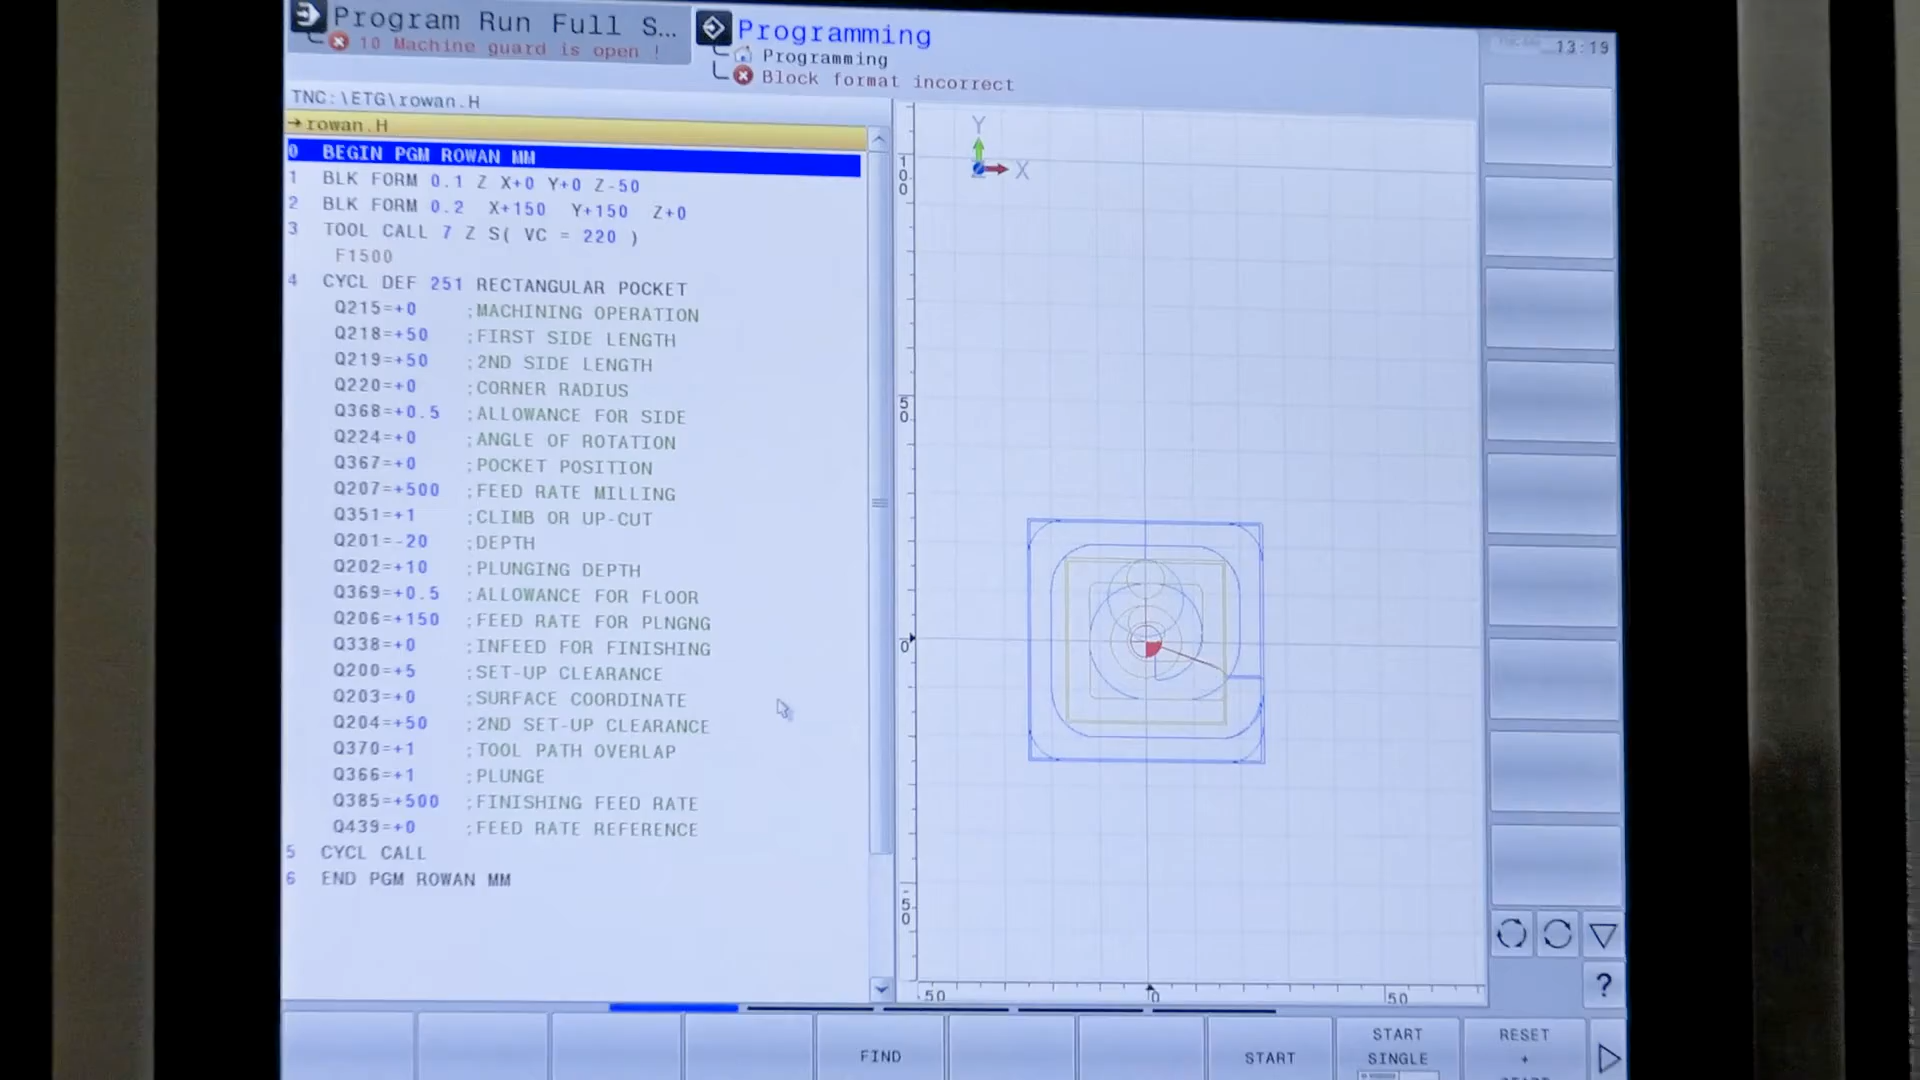 Program Run Full S...
10 Machine guard is open !
Programming
Programming
Block format incorrect
13:19
TNC:\ETG\rowan.H
→rowan.H
0 BEGIN PGM ROWAN MM
1 BLK FORM 0.1 Z X+0 Y+0 Z-50
2 BLK FORM 0.2 X+150 Y+150 Z+0
3 TOOL CALL 7 Z S( VC = 220 )
F1500
4 CYCL DEF 251 RECTANGULAR POCKET
Q215=+0 ;MACHINING OPERATION
Q218=+50 ;FIRST SIDE LENGTH
Q219=+50 ;2ND SIDE LENGTH
Q220=+0 ;CORNER RADIUS
Q368=+0.5 ;ALLOWANCE FOR SIDE
Q224=+0 ;ANGLE OF ROTATION
Q367=+0 ;POCKET POSITION
Q207=+500 ;FEED RATE MILLING
Q351=+1 ;CLIMB OR UP-CUT
Q201=-20 ;DEPTH
Q202=+10 ;PLUNGING DEPTH
Q369=+0.5 ;ALLOWANCE FOR FLOOR
Q206=+150 ;FEED RATE FOR PLNGNG
Q338=+0 ;INFEED FOR FINISHING
Q200=+5 ;SET-UP CLEARANCE
Q203=+0 ;SURFACE COORDINATE
Q204=+50 ;2ND SET-UP CLEARANCE
Q370=+1 ;TOOL PATH OVERLAP
Q366=+1 ;PLUNGE
Q385=+500 ;FINISHING FEED RATE
Q439=+0 ;FEED RATE REFERENCE
5 CYCL CALL
6 END PGM ROWAN MM
Y
X
100
50
0
-50
-50
0
50
?
FIND
START
START
SINGLE
RESET
+